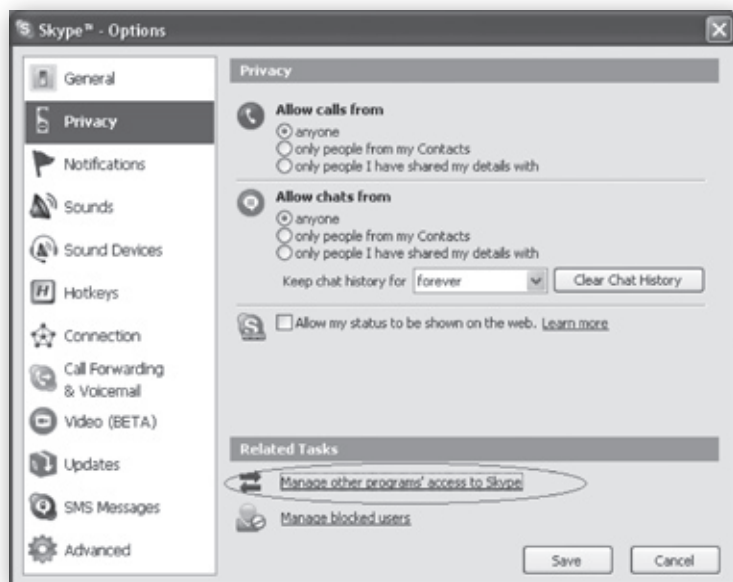 Skype™ - Options
General
Privacy
Notifications
Sounds
Sound Devices
Hotkeys
Connection
Call Forwarding
& Voicemail
Video (BETA)
Updates
SMS Messages
Advanced
Privacy
Allow calls from
anyone
only people from my Contacts
only people I have shared my details with
Allow chats from
anyone
only people from my Contacts
only people I have shared my details with
Keep chat history for forever Clear Chat History
Allow my status to be shown on the web. Learn more
Related Tasks
Manage other programs' access to Skype
Manage blocked users
Save Cancel